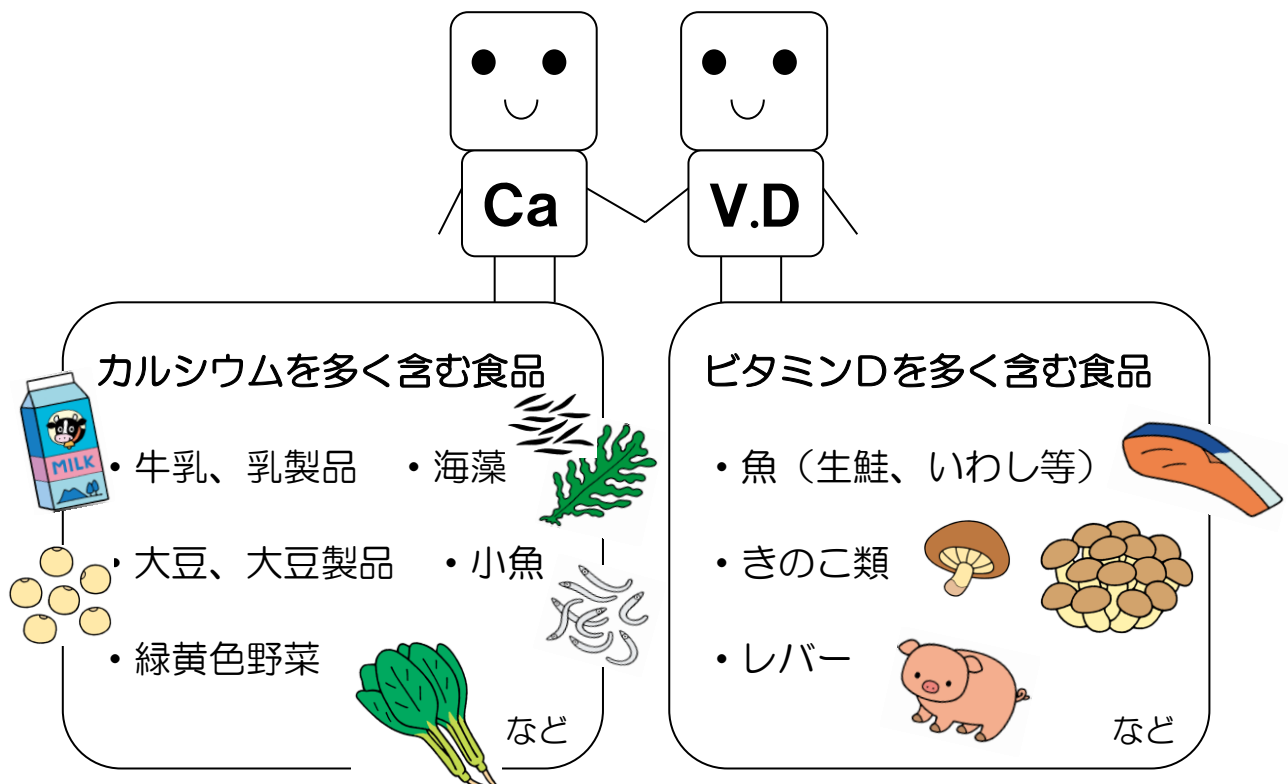 Ca
V.D
カルシウムを多く含む食品
MILK
・牛乳、乳製品 ・海藻
・大豆、大豆製品 ・小魚
・緑黄色野菜
など
ビタミンDを多く含む食品
・魚（生鮭、いわし等）
・きのこ類
・レバー
など